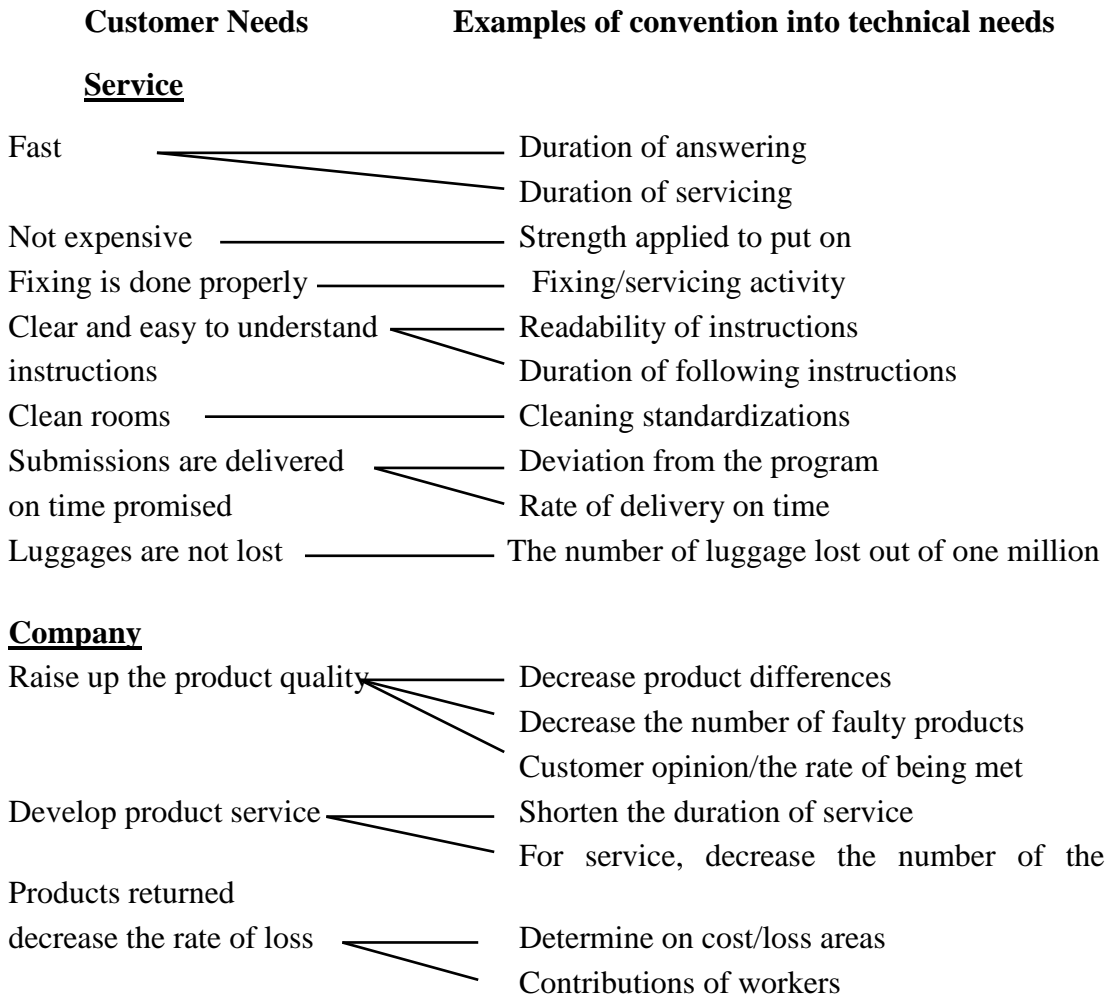 Customer Needs Examples of convention into technical needs
Service
Fast Duration of answering
Duration of servicing
Not expensive Strength applied to put on
Fixing is done properly Fixing/servicing activity
Clear and easy to understand Readability of instructions
instructions Duration of following instructions
Clean rooms Cleaning standardizations
Submissions are delivered Deviation from the program
on time promised Rate of delivery on time
Luggages are not lost The number of luggage lost out of one million
Company
Raise up the product quality Decrease product differences
Decrease the number of faulty products
Customer opinion/the rate of being met
Develop product service Shorten the duration of service
For service, decrease the number of the
Products returned
decrease the rate of loss Determine on cost/loss areas
Contributions of workers